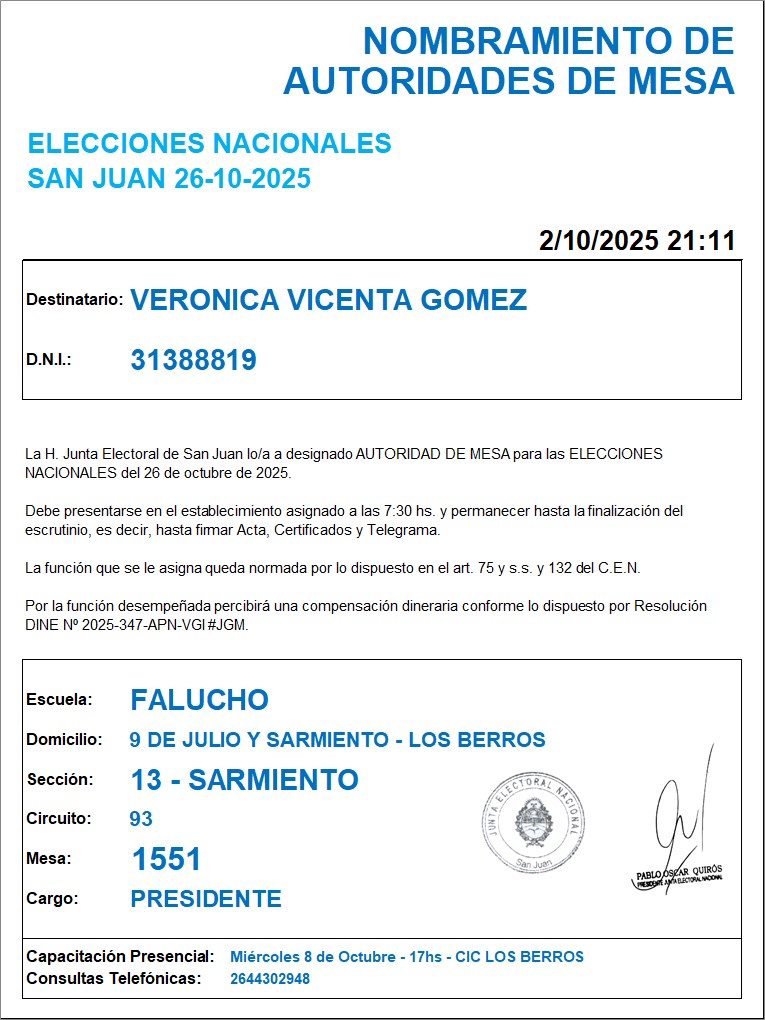 NOMBRAMIENTO DE
AUTORIDADES DE MESA
ELECCIONES NACIONALES
SAN JUAN 26-10-2025
2/10/2025 21:11
Destinatario: VERONICA VICENTA GOMEZ
D.N.I.: 31388819
La H. Junta Electoral de San Juan lo/a a designado AUTORIDAD DE MESA para las ELECCIONES
NACIONALES del 26 de octubre de 2025.
Debe presentarse en el establecimiento asignado a las 7:30 hs. y permanecer hasta la finalización del
escrutinio, es decir, hasta firmar Acta, Certificados y Telegrama.
La función que se le asigna queda normada por lo dispuesto en el art. 75 y s.s. y 132 del C.E.N.
Por la función desempeñada percibirá una compensación dineraria conforme lo dispuesto por Resolución
DINE Nº 2025-347-APN-VGI#JGM.
Escuela: FALUCHO
Domicilio: 9 DE JULIO Y SARMIENTO - LOS BERROS
Sección: 13 - SARMIENTO
Circuito: 93
Mesa: 1551
Cargo: PRESIDENTE
JUNTA ELECTORAL NACIONAL
San Juan
PABLO OSCAR QUIRÓS
PRESIDENTE JUNTA ELECTORAL NACIONAL
Capacitación Presencial: Miércoles 8 de Octubre - 17hs - CIC LOS BERROS
Consultas Telefónicas: 2644302948